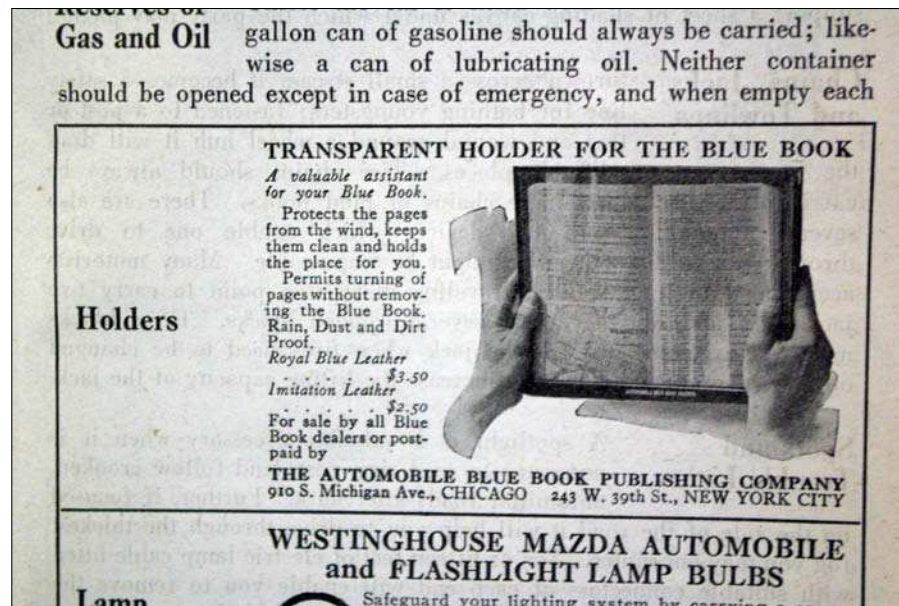 Reserves of
Gas and Oil
gallon can of gasoline should always be carried; like-
wise a can of lubricating oil. Neither container
should be opened except in case of emergency, and when empty each
TRANSPARENT HOLDER FOR THE BLUE BOOK
A valuable assistant
for your Blue Book.
Protects the pages
from the wind, keeps
them clean and holds
the place for you.
Permits turning of
pages without remov-
ing the Blue Book.
Rain, Dust and Dirt
Proof.
Royal Blue Leather
. . . . . . $3.50
Imitation Leather
. . . . . . $2.50
For sale by all Blue
Book dealers or post-
paid by
Holders
THE AUTOMOBILE BLUE BOOK PUBLISHING COMPANY
910 S. Michigan Ave., CHICAGO 243 W. 39th St., NEW YORK CITY
WESTINGHOUSE MAZDA AUTOMOBILE
and FLASHLIGHT LAMP BULBS
Lamp
Safeguard your lighting system by carrying a